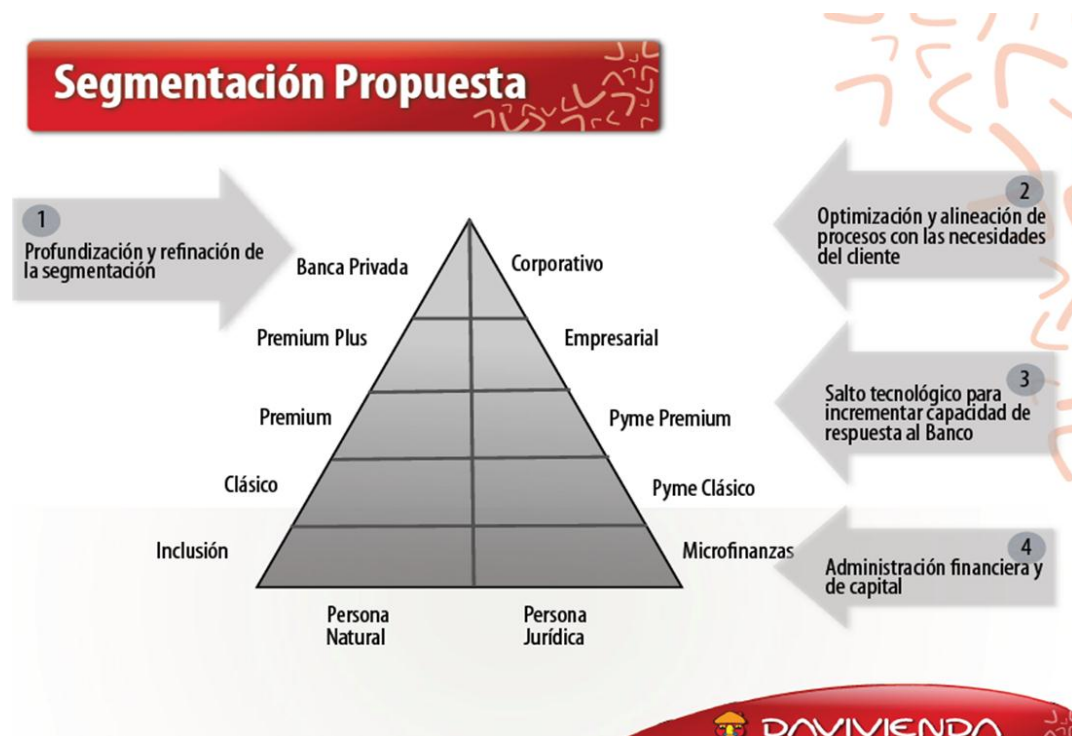 Segmentación Propuesta
1
Profundización y refinación de
la segmentación
2
Optimización y alineación de
procesos con las necesidades
del cliente
3
Salto tecnológico para
incrementar capacidad de
respuesta al Banco
4
Administración financiera y
de capital
Banca Privada
Corporativo
Premium Plus
Empresarial
Premium
Pyme Premium
Clásico
Pyme Clásico
Inclusión
Microfinanzas
Persona
Natural
Persona
Jurídica
DAVIVIENDA